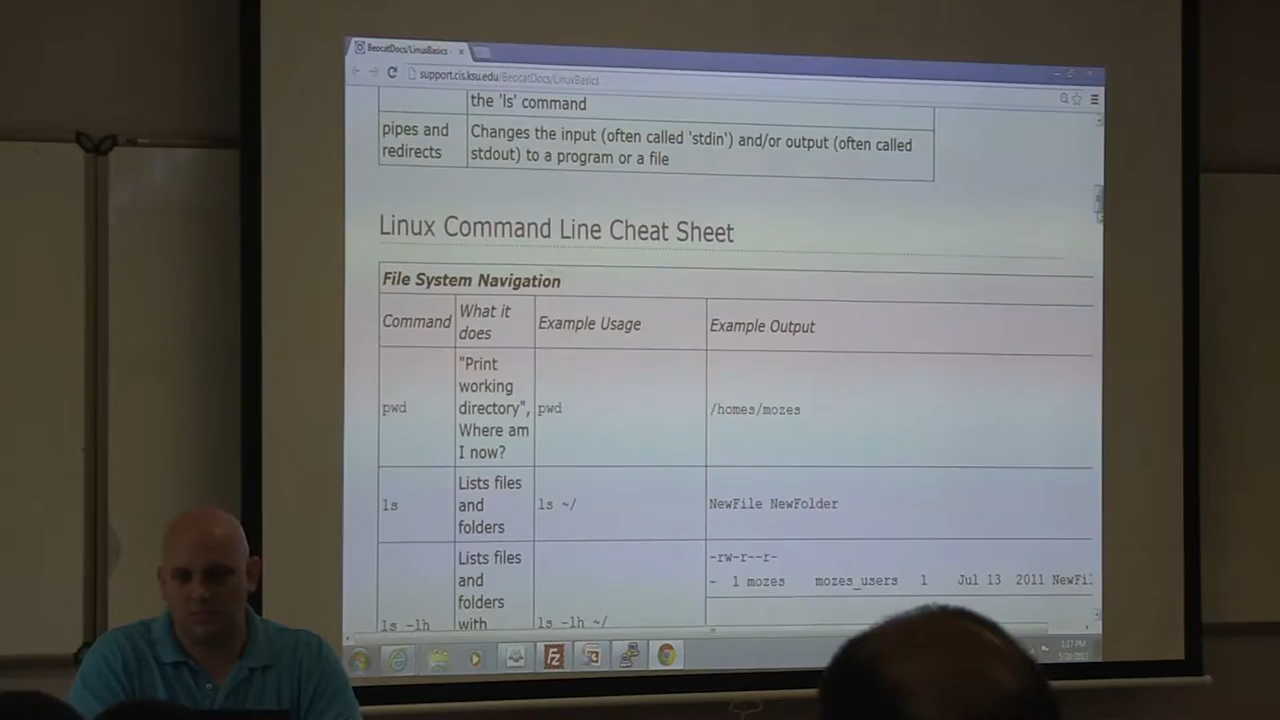 BeocatDocs/LinuxBasics
support.cis.ksu.edu/BeocatDocs/LinuxBasics
the 'ls' command
pipes and redirects
Changes the input (often called 'stdin') and/or output (often called
stdout) to a program or a file
Linux Command Line Cheat Sheet
File System Navigation
Command
What it does
Example Usage
Example Output
pwd
"Print
working
directory",
Where am
I now?
pwd
/homes/mozes
ls
Lists files
and
folders
ls ~/
NewFile NewFolder
ls -lh
Lists files
and
folders
with
ls -lh ~/
-rw-r--r-
- 1 mozes mozes_users 1 Jul 13 2011 NewFi
Fz